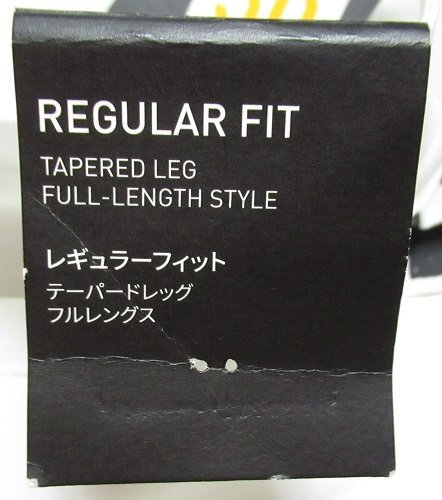 REGULAR FIT
TAPERED LEG
FULL-LENGTH STYLE
レギュラーフィット
テーパードレッグ
フルレングス